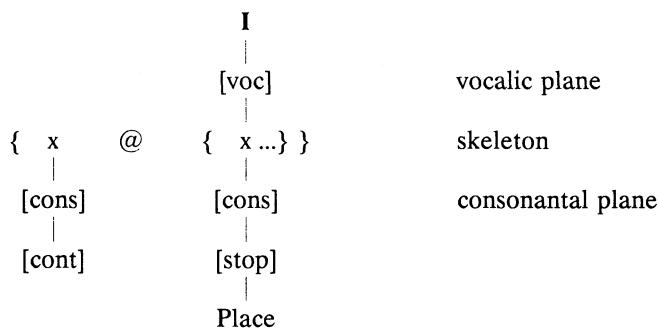 I
[voc] vocalic plane
{ x @ { x ...} } skeleton
[cons] [cons] consonantal plane
[cont] [stop]
Place